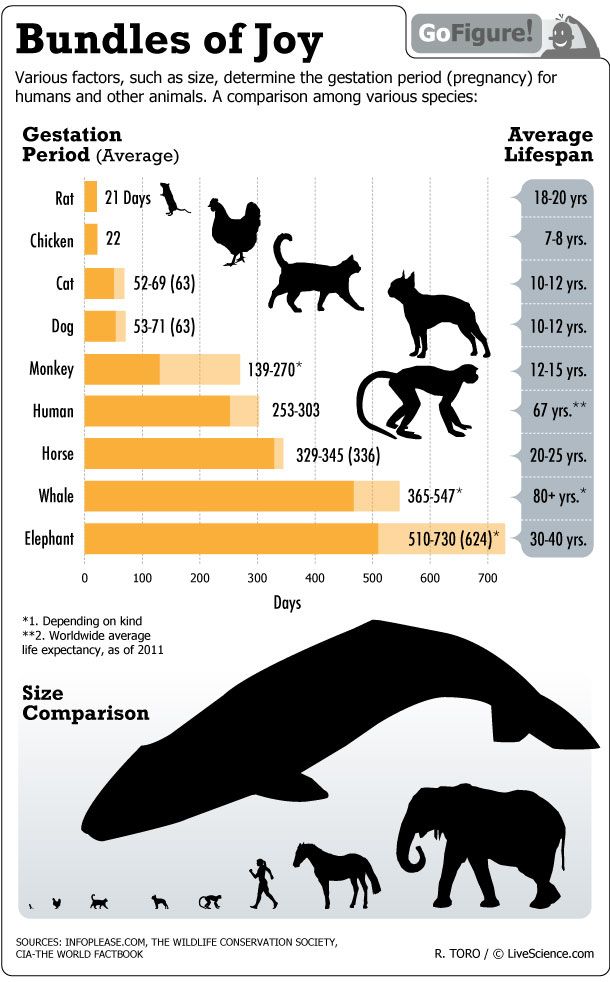 Bundles of Joy
GoFigure!
Various factors, such as size, determine the gestation period (pregnancy) for
humans and other animals. A comparison among various species:
Gestation
Period (Average)
Average
Lifespan
Rat 21 Days 18-20 yrs
Chicken 22 7-8 yrs.
Cat 52-69 (63) 10-12 yrs.
Dog 53-71 (63) 10-12 yrs.
Monkey 139-270* 12-15 yrs.
Human 253-303 67 yrs.**
Horse 329-345 (336) 20-25 yrs.
Whale 365-547* 80+ yrs.*
Elephant 510-730 (624)* 30-40 yrs.
0 100 200 300 400 500 600 700
Days
*1. Depending on kind
**2. Worldwide average
life expectancy, as of 2011
Size
Comparison
SOURCES: INFOPLEASE.COM, THE WILDLIFE CONSERVATION SOCIETY,
CIA-THE WORLD FACTBOOK
R. TORO / © LiveScience.com